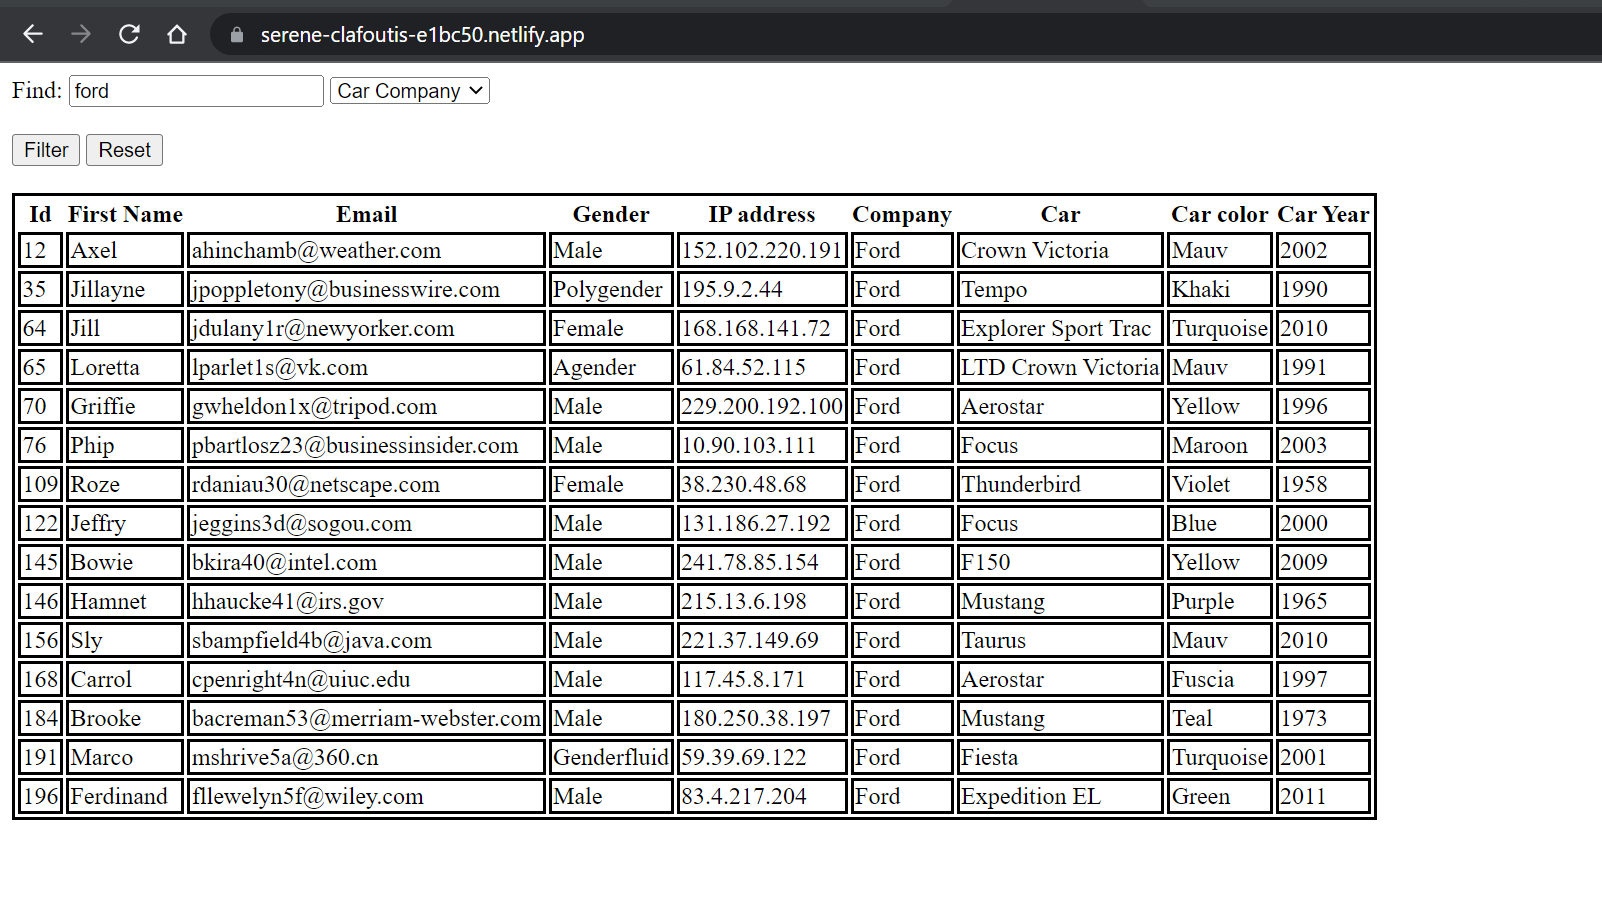 serene-clafoutis-e1bc50.netlify.app
Find: ford Car Company
Filter Reset
Id First Name Email Gender IP address Company Car Car color Car Year
12 Axel ahinchamb@weather.com Male 152.102.220.191 Ford Crown Victoria Mauv 2002
35 Jillayne jpoppletony@businesswire.com Polygender 195.9.2.44 Ford Tempo Khaki 1990
64 Jill jdulany1r@newyorker.com Female 168.168.141.72 Ford Explorer Sport Trac Turquoise 2010
65 Loretta lparlet1s@vk.com Agender 61.84.52.115 Ford LTD Crown Victoria Mauv 1991
70 Griffie gwheldon1x@tripod.com Male 229.200.192.100 Ford Aerostar Yellow 1996
76 Phip pbartlosz23@businessinsider.com Male 10.90.103.111 Ford Focus Maroon 2003
109 Roze rdaniau30@netscape.com Female 38.230.48.68 Ford Thunderbird Violet 1958
122 Jeffry jeggins3d@sogou.com Male 131.186.27.192 Ford Focus Blue 2000
145 Bowie bkira40@intel.com Male 241.78.85.154 Ford F150 Yellow 2009
146 Hamnet hhaucke41@irs.gov Male 215.13.6.198 Ford Mustang Purple 1965
156 Sly sbampfield4b@java.com Male 221.37.149.69 Ford Taurus Mauv 2010
168 Carrol cpenright4n@uiuc.edu Male 117.45.8.171 Ford Aerostar Fuscia 1997
184 Brooke bacreman53@merriam-webster.com Male 180.250.38.197 Ford Mustang Teal 1973
191 Marco mshrive5a@360.cn Genderfluid 59.39.69.122 Ford Fiesta Turquoise 2001
196 Ferdinand fllewelyn5f@wiley.com Male 83.4.217.204 Ford Expedition EL Green 2011